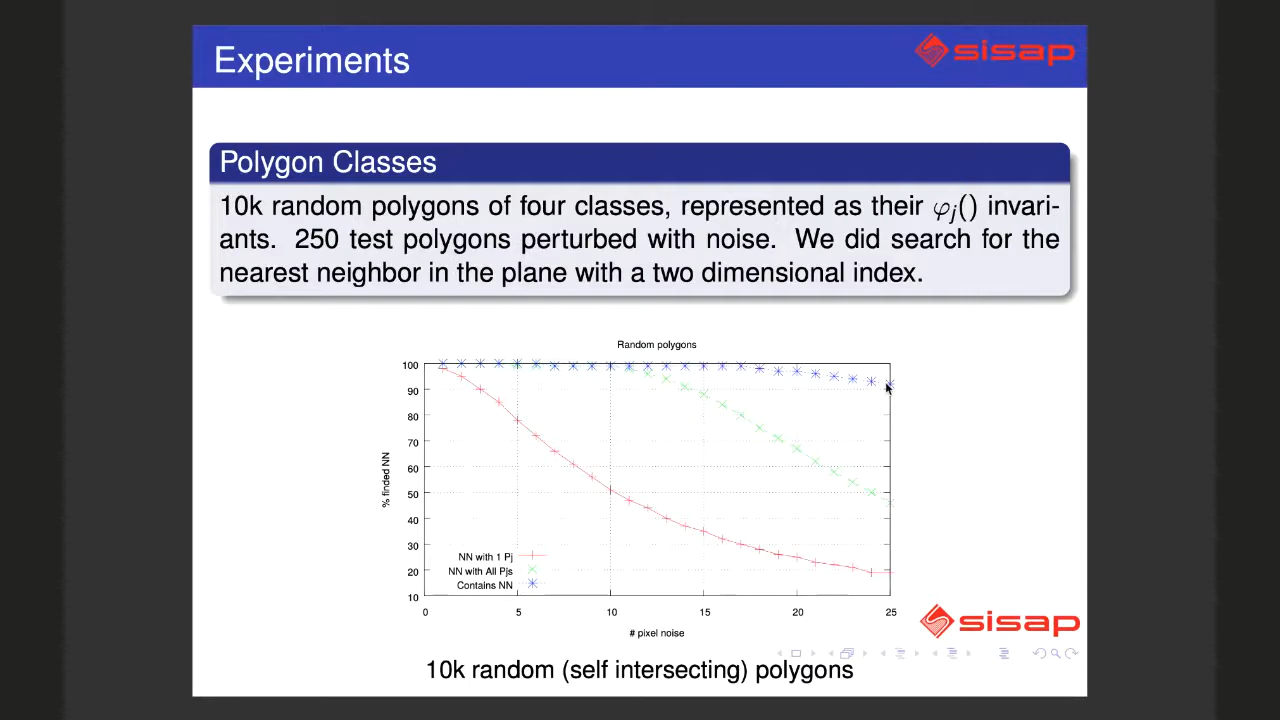 Experiments
sisap
Polygon Classes
10k random polygons of four classes, represented as their φj() invari-
ants. 250 test polygons perturbed with noise. We did search for the
nearest neighbor in the plane with a two dimensional index.
Random polygons
100
90
80
70
60
50
40
30
20
10
% finded NN
NN with 1 Pj
NN with All Pjs
Contains NN
0 5 10 15 20 25
# pixel noise
sisap
10k random (self intersecting) polygons